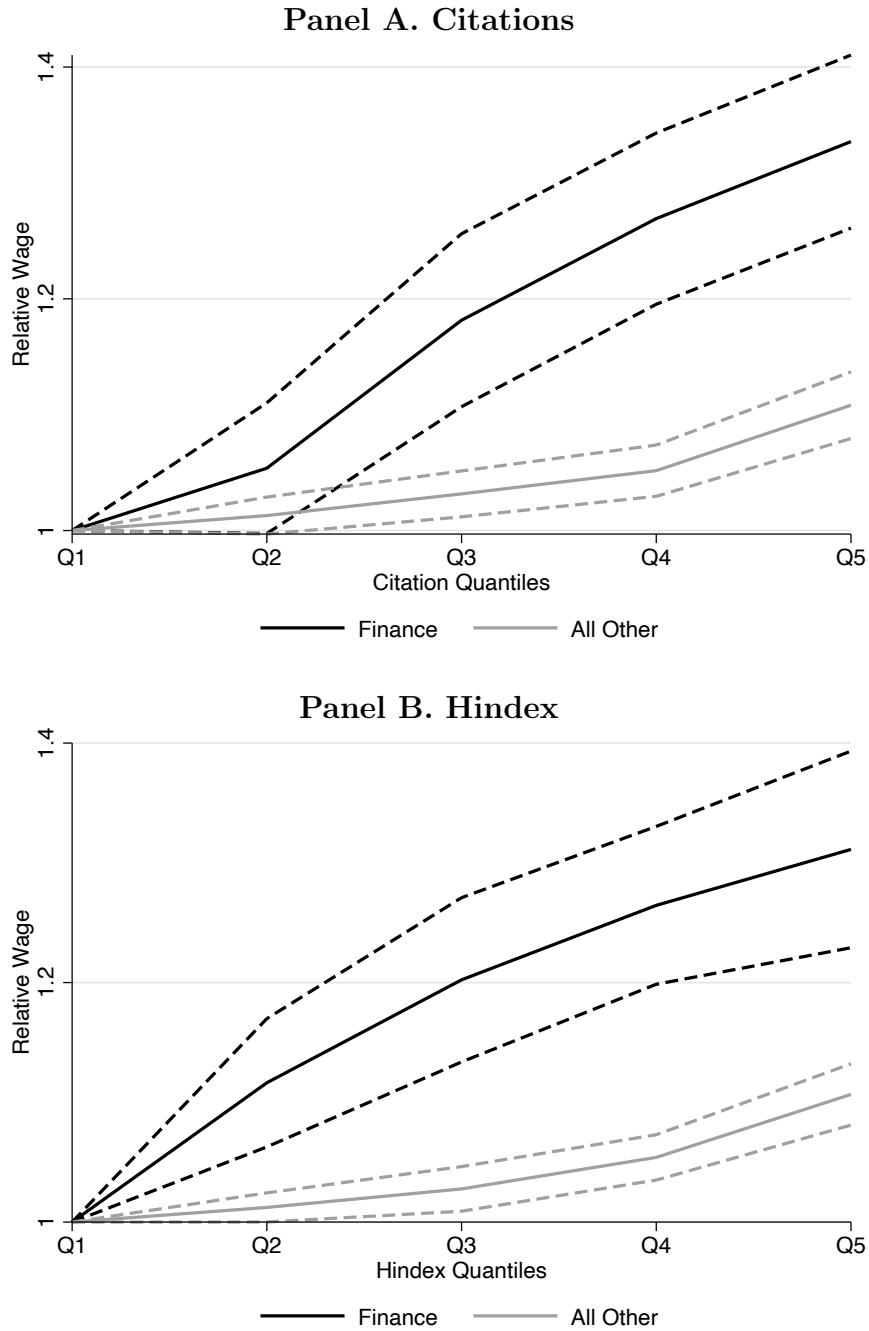 Panel A. Citations
1.4
1.2
1
Relative Wage
Q1 Q2 Q3 Q4 Q5
Citation Quantiles
Finance All Other
Panel B. Hindex
1.4
1.2
1
Relative Wage
Q1 Q2 Q3 Q4 Q5
Hindex Quantiles
Finance All Other